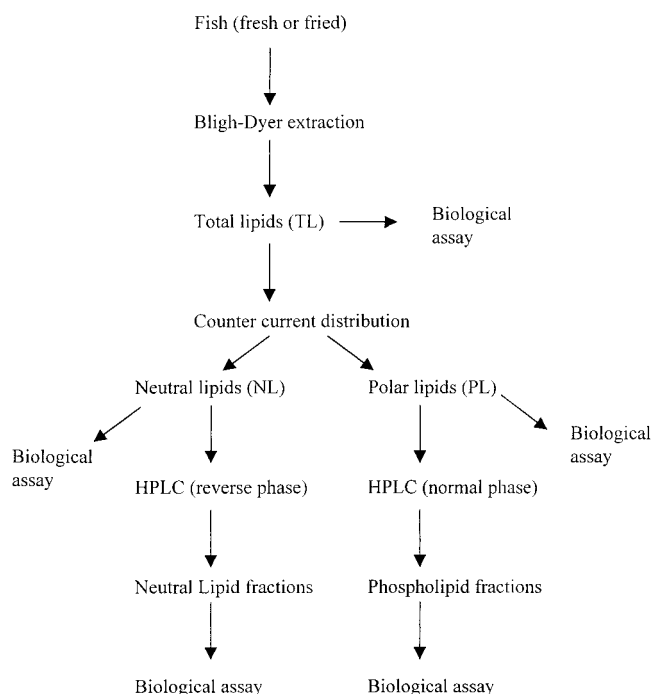 Fish (fresh or fried)
Bligh-Dyer extraction
Total lipids (TL)
Biological
assay
Counter current distribution
Neutral lipids (NL)
Polar lipids (PL)
Biological
assay
Biological
assay
HPLC (reverse phase)
HPLC (normal phase)
Neutral Lipid fractions
Phospholipid fractions
Biological assay
Biological assay